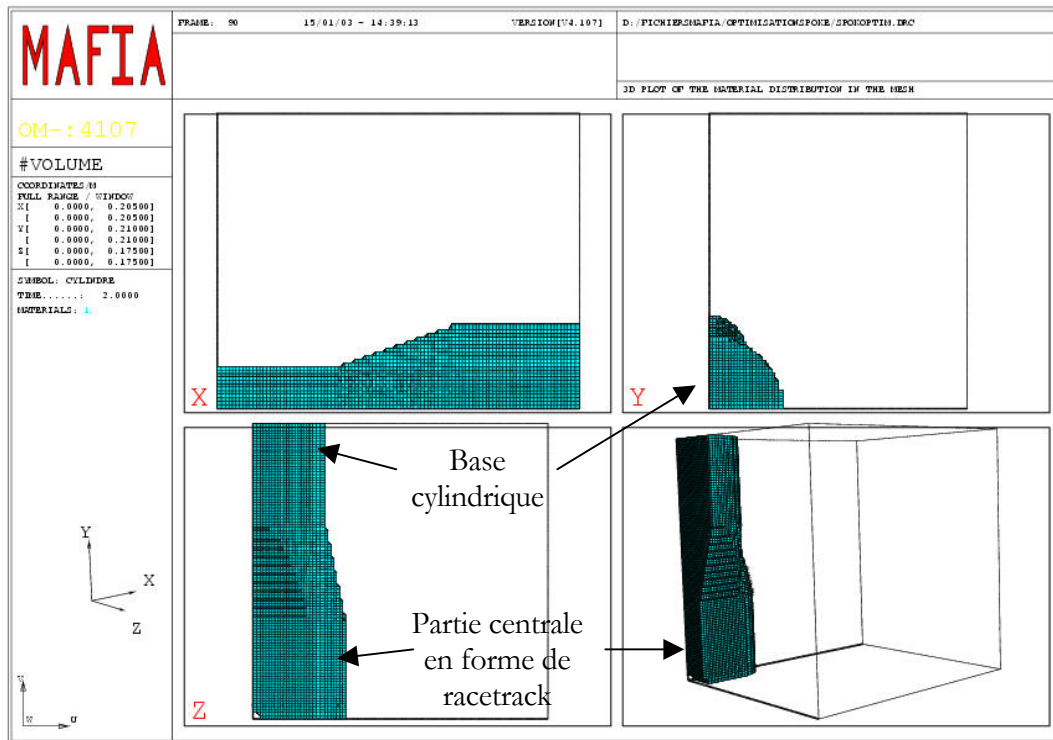 MAFIA
FRAME: 90 15/01/03 - 14:39:13 VERSION[V4.107] D:/FICHIERSMAFIA/OPTIMISATIONSPOKE/SPOKOPTIM.DRC
3D PLOT OF THE MATERIAL DISTRIBUTION IN THE MESH
OM-:4107
#VOLUME
COORDINATES/M
FULL RANGE / WINDOW
X[ 0.0000, 0.20500]
[ 0.0000, 0.20500]
Y[ 0.0000, 0.21000]
[ 0.0000, 0.21000]
Z[ 0.0000, 0.17500]
[ 0.0000, 0.17500]
SYMBOL: CYLINDRE
TIME......: 2.0000
MATERIALS: 1,
X
Y
Base
cylindrique
Partie centrale
en forme de
racetrack
Z
Y
X
Z
V
W
U